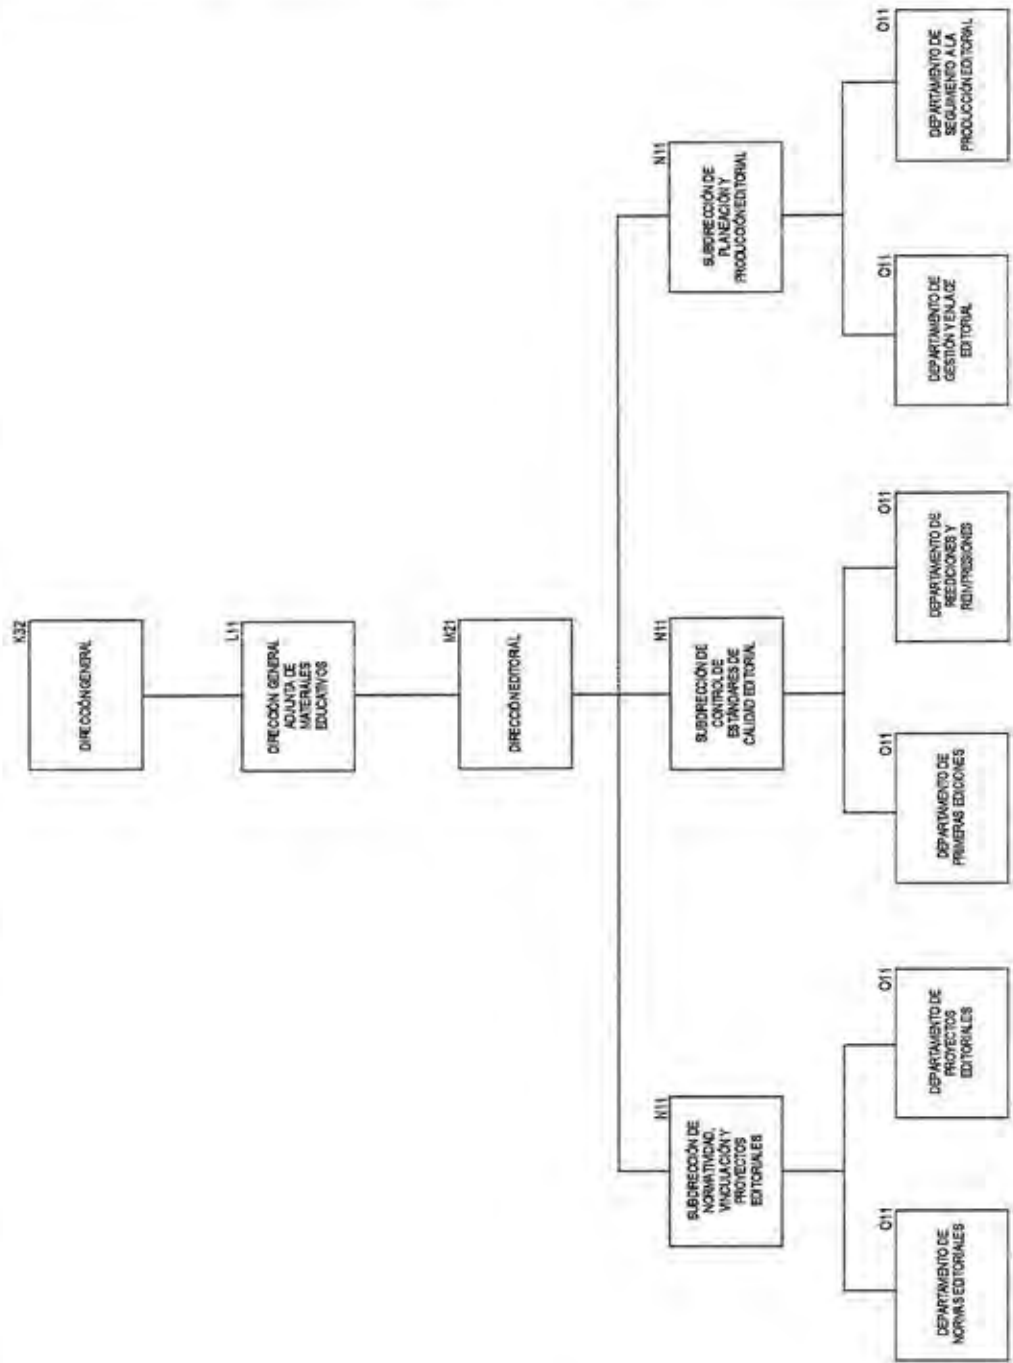 K32
DIRECCIÓN GENERAL
L11
DIRECCIÓN GENERAL
ADJUNTA DE
MATERIALES
EDUCATIVOS
M21
DIRECCIÓN EDITORIAL
N11
SUBDIRECCIÓN DE
NORMATIVIDAD,
VINCULACIÓN Y
PROYECTOS
EDITORIALES
N11
SUBDIRECCIÓN DE
CONTROL DE
ESTÁNDARES DE
CALIDAD EDITORIAL
N11
SUBDIRECCIÓN DE
PLANEACIÓN Y
PRODUCCIÓN EDITORIAL
O11
DEPARTAMENTO DE
NORMAS EDITORIALES
O11
DEPARTAMENTO DE
PROYECTOS
EDITORIALES
O11
DEPARTAMENTO DE
PRIMERAS EDICIONES
O11
DEPARTAMENTO DE
REEDICIONES Y
REIMPRESIONES
O11
DEPARTAMENTO DE
GESTIÓN Y ENLACE
EDITORIAL
O11
DEPARTAMENTO DE
SEGUIMIENTO A LA
PRODUCCIÓN EDITORIAL